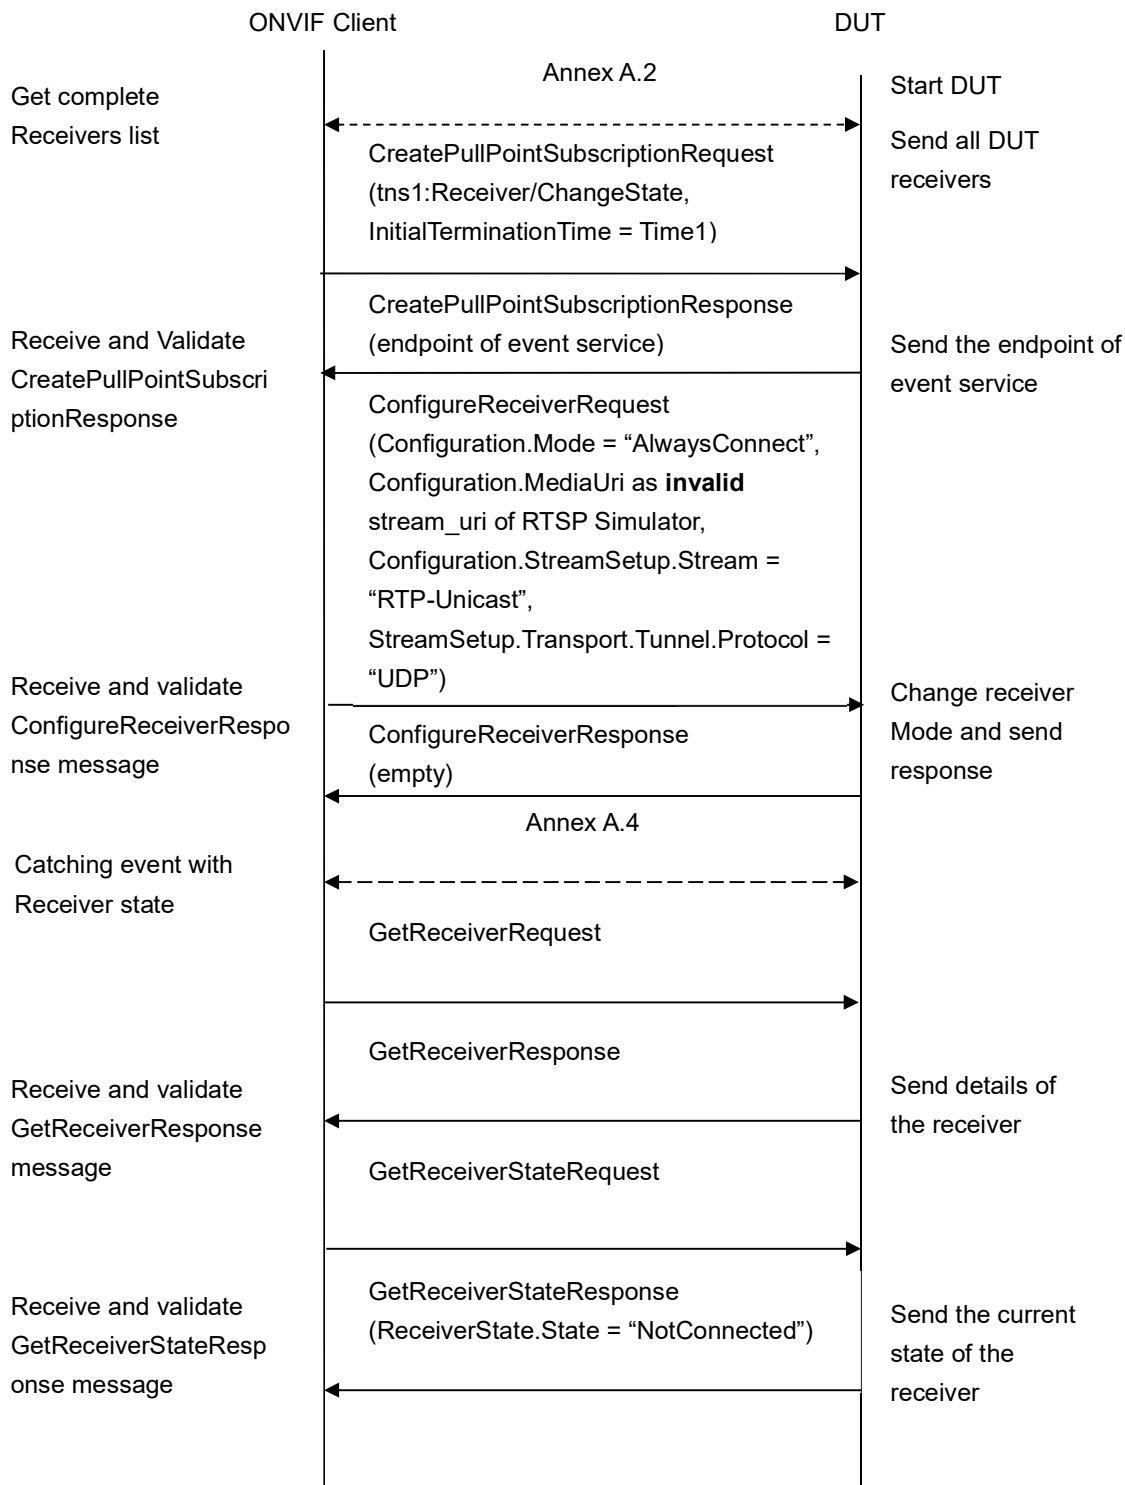 ONVIF Client
DUT
Annex A.2
Start DUT
Get complete
Receivers list
Send all DUT
receivers
CreatePullPointSubscriptionRequest
(tns1:Receiver/ChangeState,
InitialTerminationTime = Time1)
CreatePullPointSubscriptionResponse
(endpoint of event service)
Receive and Validate
CreatePullPointSubscri
ptionResponse
Send the endpoint of
event service
ConfigureReceiverRequest
(Configuration.Mode = “AlwaysConnect”,
Configuration.MediaUri as invalid
stream_uri of RTSP Simulator,
Configuration.StreamSetup.Stream =
“RTP-Unicast”,
StreamSetup.Transport.Tunnel.Protocol =
“UDP”)
Receive and validate
ConfigureReceiverRespo
nse message
Change receiver
Mode and send
response
ConfigureReceiverResponse
(empty)
Annex A.4
Catching event with
Receiver state
GetReceiverRequest
GetReceiverResponse
Receive and validate
GetReceiverResponse
message
Send details of
the receiver
GetReceiverStateRequest
GetReceiverStateResponse
(ReceiverState.State = “NotConnected”)
Receive and validate
GetReceiverStateResp
onse message
Send the current
state of the
receiver